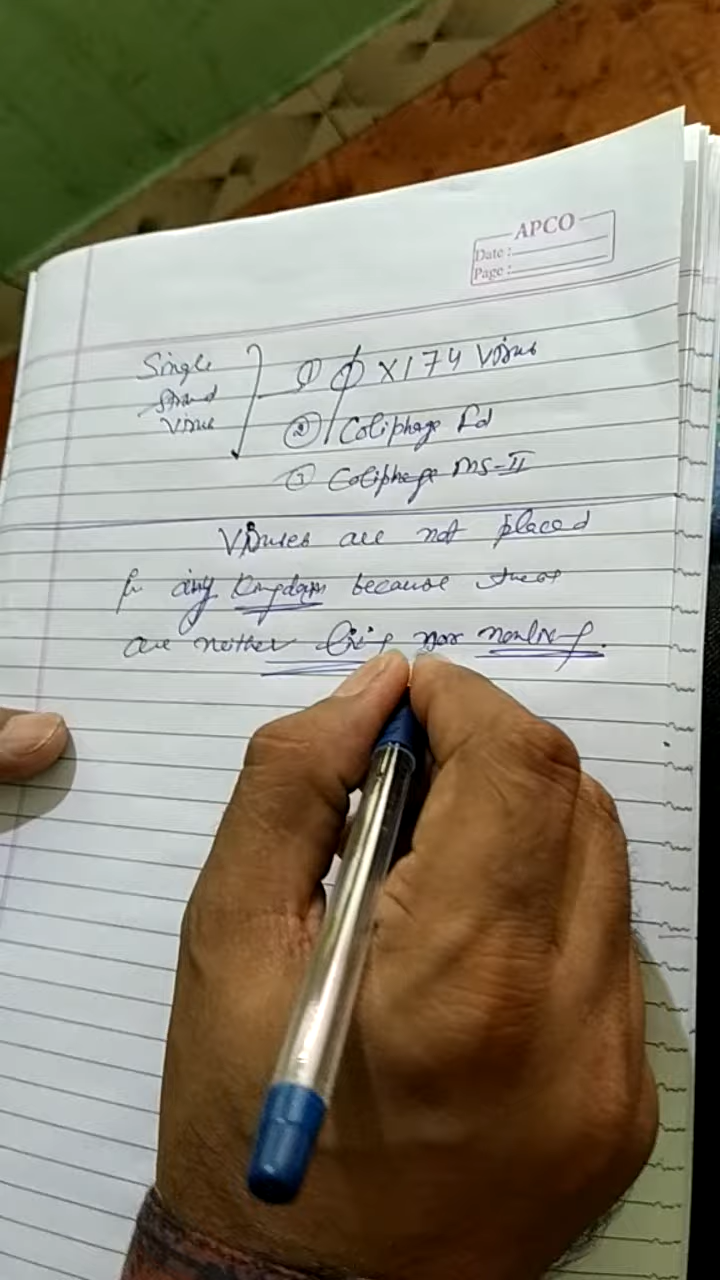 APCO
Date :
Page :
Single
strand
Virus
① ϕ X174 Virus
② Coliphage Fd
③ Coliphage MS-II
Viruses are not placed
in any Kingdom because these
are neither living nor nonliving.